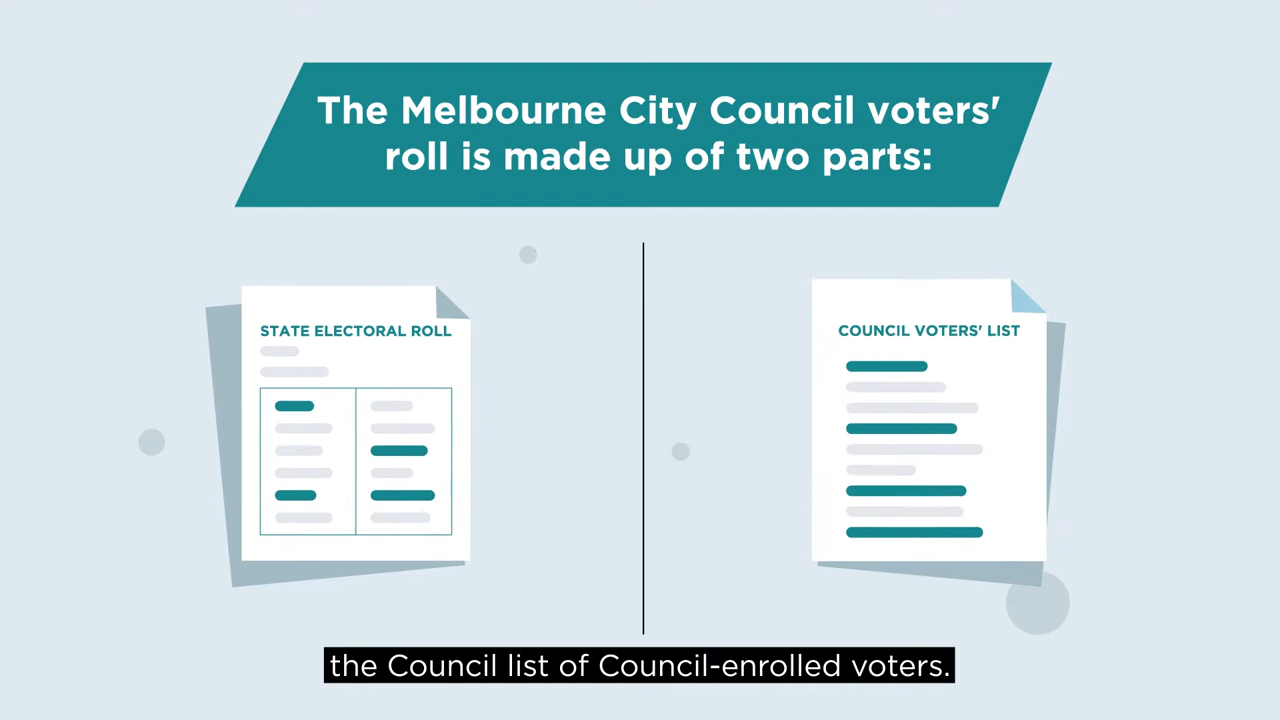 The Melbourne City Council voters'
roll is made up of two parts:
STATE ELECTORAL ROLL
COUNCIL VOTERS' LIST
the Council list of Council-enrolled voters.